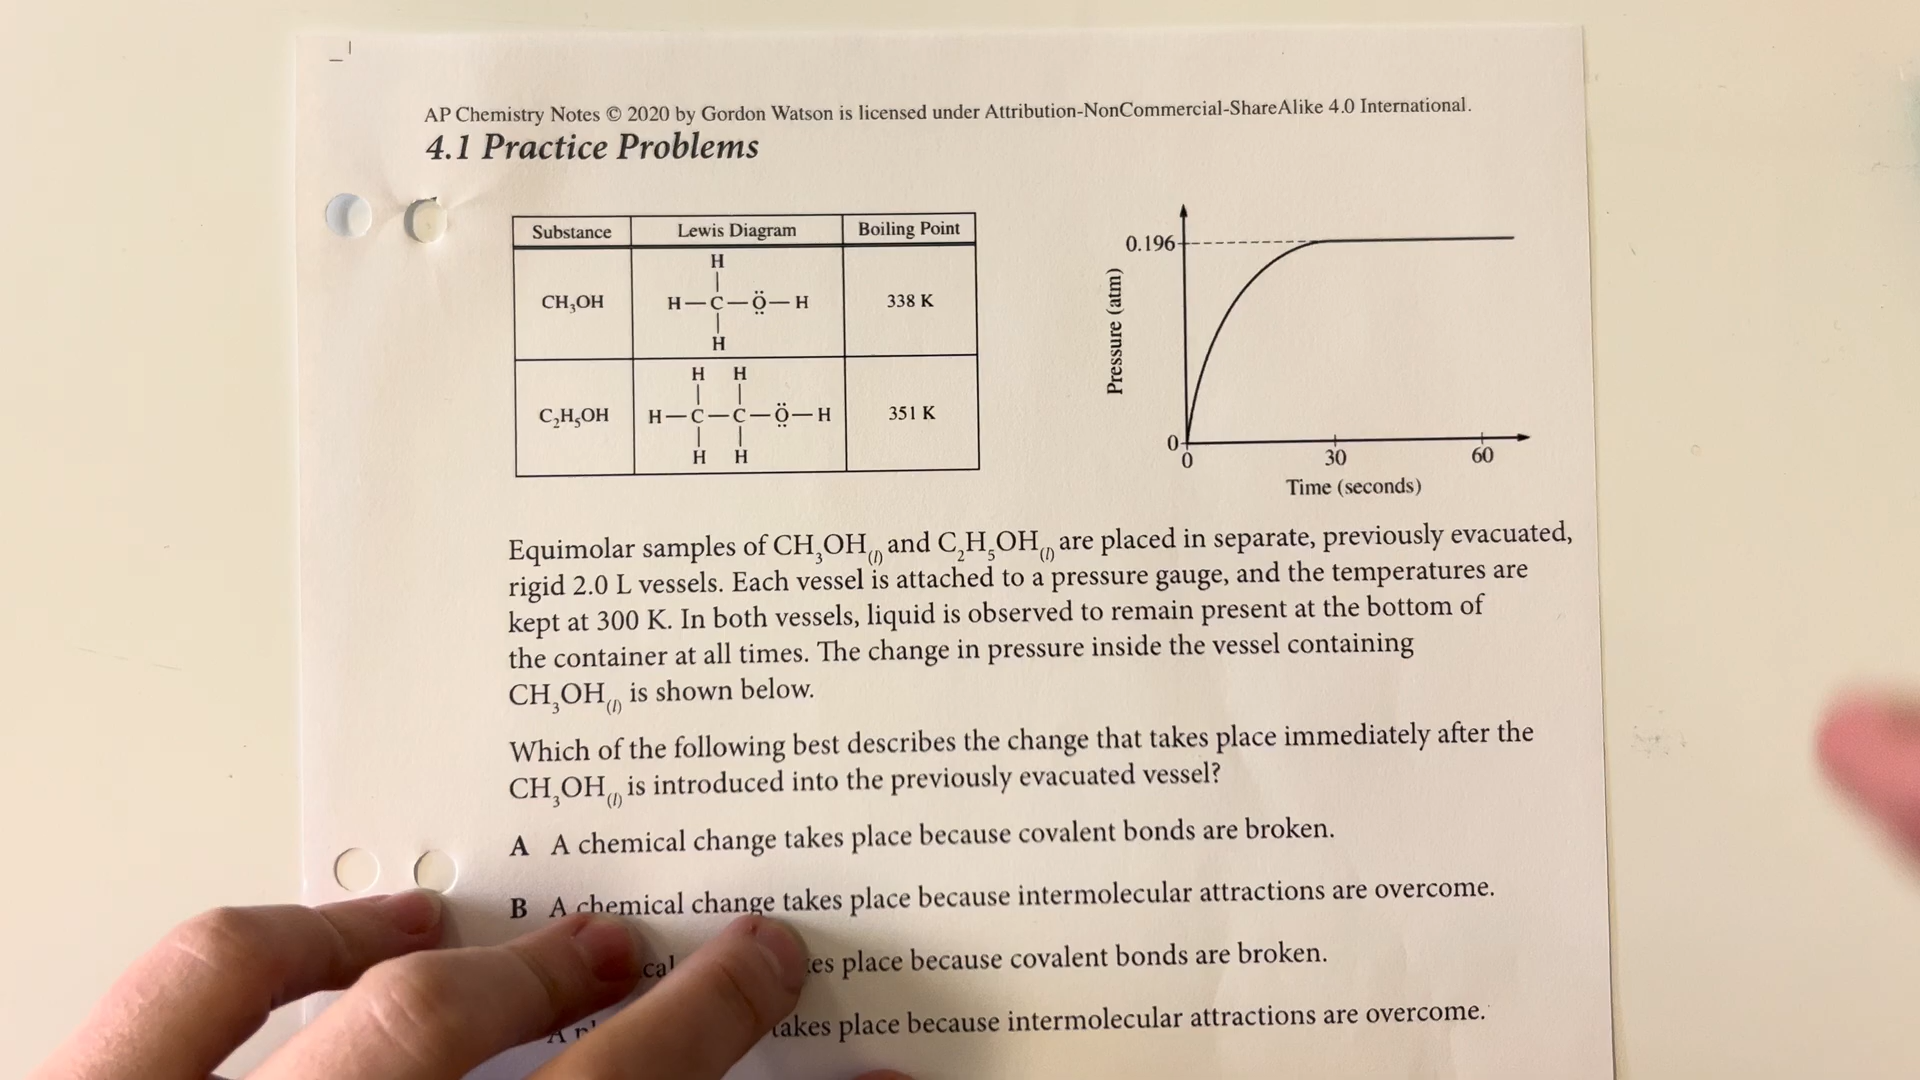 AP Chemistry Notes © 2020 by Gordon Watson is licensed under Attribution-NonCommercial-ShareAlike 4.0 International.
4.1 Practice Problems
Substance Lewis Diagram Boiling Point
H
CH₃OH H—C—Ö—H 338 K
H
H H
C₂H₅OH H—C—C—Ö—H 351 K
H H
Pressure (atm)
0.196
0
0 30 60
Time (seconds)
Equimolar samples of CH₃OH(l) and C₂H₅OH(l) are placed in separate, previously evacuated,
rigid 2.0 L vessels. Each vessel is attached to a pressure gauge, and the temperatures are
kept at 300 K. In both vessels, liquid is observed to remain present at the bottom of
the container at all times. The change in pressure inside the vessel containing
CH₃OH(l) is shown below.
Which of the following best describes the change that takes place immediately after the
CH₃OH(l) is introduced into the previously evacuated vessel?
A A chemical change takes place because covalent bonds are broken.
B A chemical change takes place because intermolecular attractions are overcome.
place because covalent bonds are broken.
A takes place because intermolecular attractions are overcome.